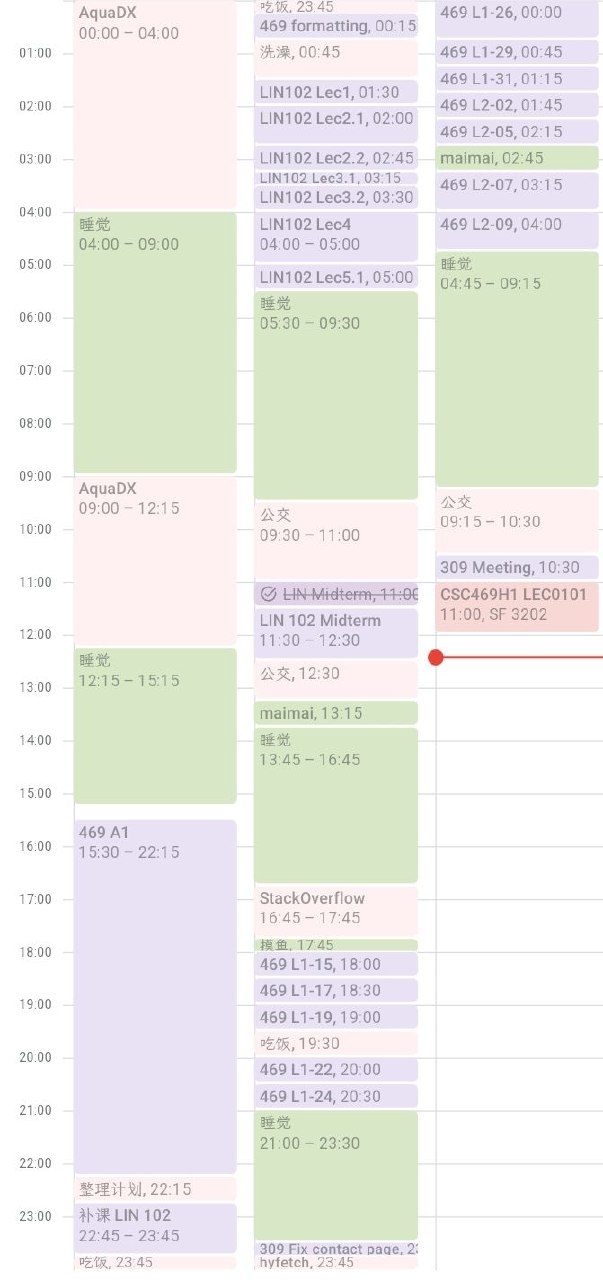 01:00
02:00
03:00
04:00
05:00
06:00
07:00
08:00
09:00
10:00
11:00
12:00
13:00
14:00
15:00
16:00
17:00
18:00
19:00
20:00
21:00
22:00
23:00
AquaDX
00:00 – 04:00
睡觉
04:00 – 09:00
AquaDX
09:00 – 12:15
睡觉
12:15 – 15:15
469 A1
15:30 – 22:15
整理计划, 22:15
补课 LIN 102
22:45 – 23:45
吃饭, 23:45
吃饭, 23:45
469 formatting, 00:15
洗澡, 00:45
LIN102 Lec1, 01:30
LIN102 Lec2.1, 02:00
LIN102 Lec2.2, 02:45
LIN102 Lec3.1, 03:15
LIN102 Lec3.2, 03:30
LIN102 Lec4
04:00 – 05:00
LIN102 Lec5.1, 05:00
睡觉
05:30 – 09:30
公交
09:30 – 11:00
LIN Midterm, 11:00
LIN 102 Midterm
11:30 – 12:30
公交, 12:30
maimai, 13:15
睡觉
13:45 – 16:45
StackOverflow
16:45 – 17:45
摸鱼, 17:45
469 L1-15, 18:00
469 L1-17, 18:30
469 L1-19, 19:00
吃饭, 19:30
469 L1-22, 20:00
469 L1-24, 20:30
睡觉
21:00 – 23:30
309 Fix contact page, 23
hyfetch, 23:45
469 L1-26, 00:00
469 L1-29, 00:45
469 L1-31, 01:15
469 L2-02, 01:45
469 L2-05, 02:15
maimai, 02:45
469 L2-07, 03:15
469 L2-09, 04:00
睡觉
04:45 – 09:15
公交
09:15 – 10:30
309 Meeting, 10:30
CSC469H1 LEC0101
11:00, SF 3202